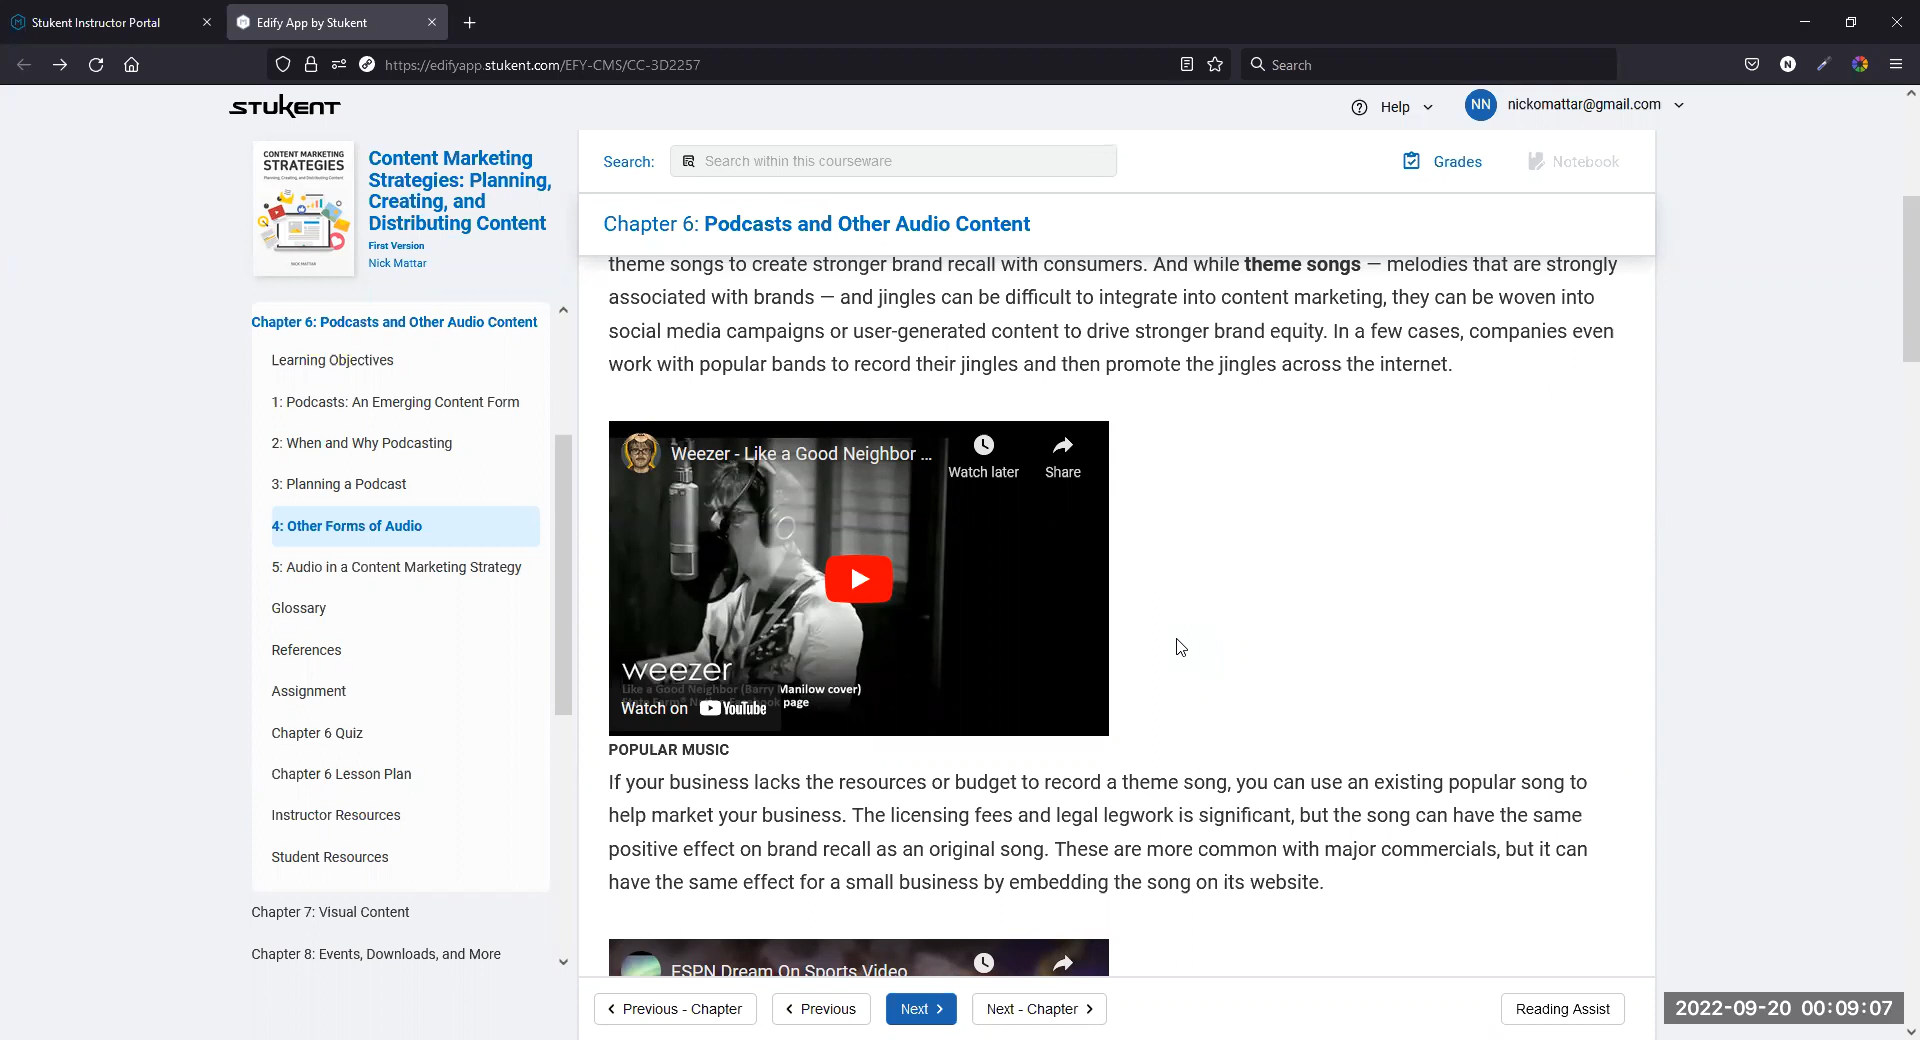 Stukent Instructor Portal
Edify App by Stukent
https://edifyapp.stukent.com/EFY-CMS/CC-3D2257
Search
N
STUKENT
Help
NN
nickomattar@gmail.com
CONTENT MARKETING
STRATEGIES
Planning, Creating, and Distributing Content
NICK MATTAR
Content Marketing
Strategies: Planning,
Creating, and
Distributing Content
First Version
Nick Mattar
Chapter 6: Podcasts and Other Audio Content
Learning Objectives
1: Podcasts: An Emerging Content Form
2: When and Why Podcasting
3: Planning a Podcast
4: Other Forms of Audio
5: Audio in a Content Marketing Strategy
Glossary
References
Assignment
Chapter 6 Quiz
Chapter 6 Lesson Plan
Instructor Resources
Student Resources
Chapter 7: Visual Content
Chapter 8: Events, Downloads, and More
Search:
Search within this courseware
Grades
Notebook
Chapter 6: Podcasts and Other Audio Content
theme songs to create stronger brand recall with consumers. And while theme songs — melodies that are strongly
associated with brands — and jingles can be difficult to integrate into content marketing, they can be woven into
social media campaigns or user-generated content to drive stronger brand equity. In a few cases, companies even
work with popular bands to record their jingles and then promote the jingles across the internet.
Weezer - Like a Good Neighbor ...
Watch later
Share
weezer
Like a Good Neighbor (Barry Manilow cover)
page
Watch on YouTube
POPULAR MUSIC
If your business lacks the resources or budget to record a theme song, you can use an existing popular song to
help market your business. The licensing fees and legal legwork is significant, but the song can have the same
positive effect on brand recall as an original song. These are more common with major commercials, but it can
have the same effect for a small business by embedding the song on its website.
ESPN Dream On Sports Video
Previous - Chapter
Previous
Next
Next - Chapter
Reading Assist
2022-09-20 00:09:07